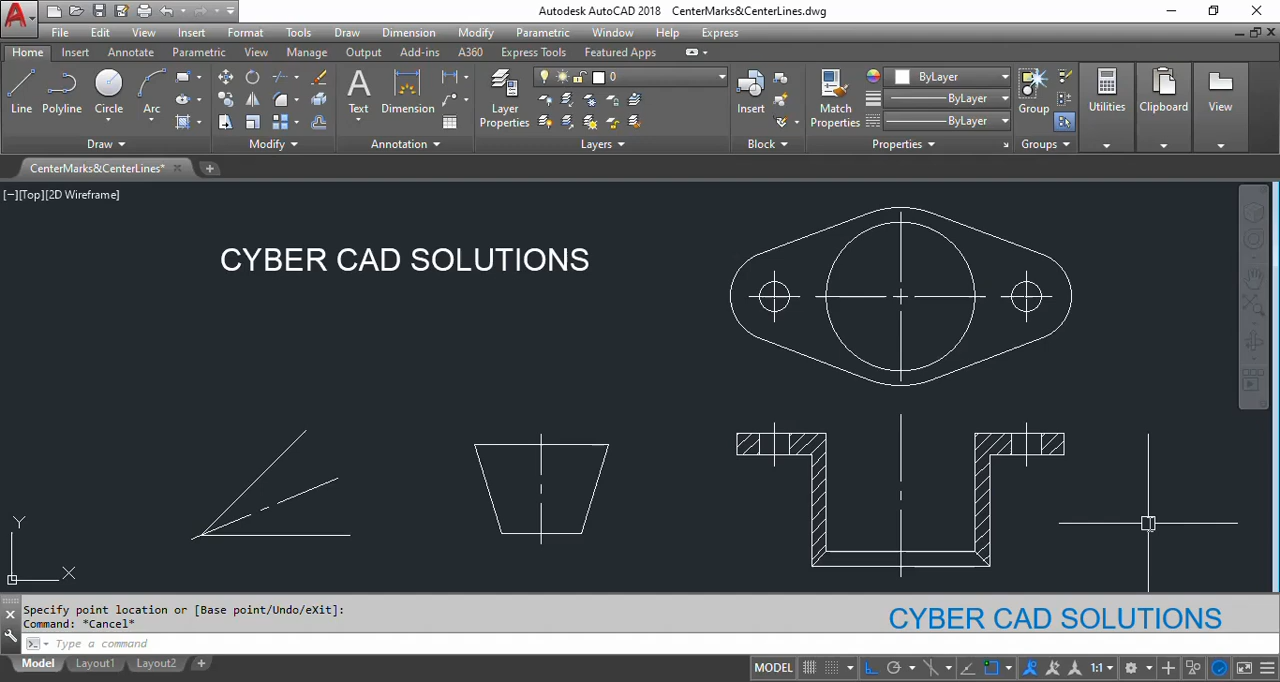 Autodesk AutoCAD 2018 CenterMarks&CenterLines.dwg
File Edit View Insert Format Tools Draw Dimension Modify Parametric Window Help Express
Home Insert Annotate Parametric View Manage Output Add-ins A360 Express Tools Featured Apps
Line Polyline Circle Arc
Text Dimension
Layer Properties
0
Insert
Match Properties
ByLayer
ByLayer
ByLayer
Group
Utilities
Clipboard
View
Draw Modify Annotation Layers Block Properties Groups
CenterMarks&CenterLines*
[−][Top][2D Wireframe]
CYBER CAD SOLUTIONS
Y
X
Specify point location or [Base point/Undo/eXit]:
Command: *Cancel*
CYBER CAD SOLUTIONS
Type a command
Model Layout1 Layout2
MODEL
1:1